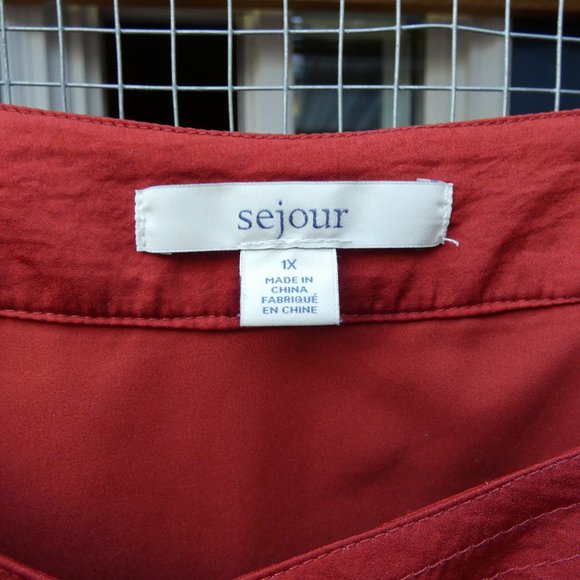 sejour
1X
MADE IN
CHINA
FABRIQUÉ
EN CHINE